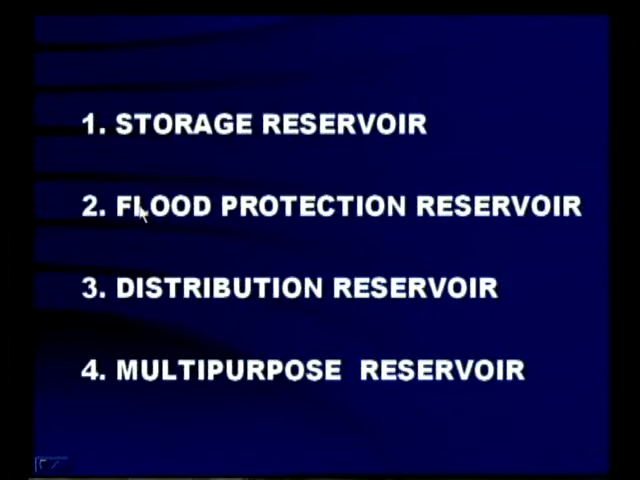 1. STORAGE RESERVOIR
2. FLOOD PROTECTION RESERVOIR
3. DISTRIBUTION RESERVOIR
4. MULTIPURPOSE RESERVOIR